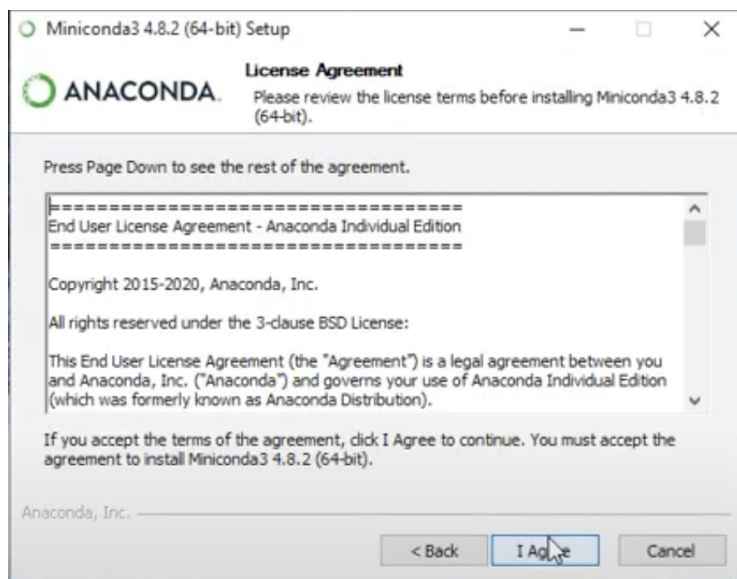 Miniconda3 4.8.2 (64-bit) Setup
ANACONDA.
License Agreement
Please review the license terms before installing Miniconda3 4.8.2
(64-bit).
Press Page Down to see the rest of the agreement.
===================================
End User License Agreement - Anaconda Individual Edition
===================================
Copyright 2015-2020, Anaconda, Inc.
All rights reserved under the 3-clause BSD License:
This End User License Agreement (the "Agreement") is a legal agreement between you
and Anaconda, Inc. ("Anaconda") and governs your use of Anaconda Individual Edition
(which was formerly known as Anaconda Distribution).
If you accept the terms of the agreement, click I Agree to continue. You must accept the
agreement to install Miniconda3 4.8.2 (64-bit).
Anaconda, Inc.
< Back
I Agree
Cancel